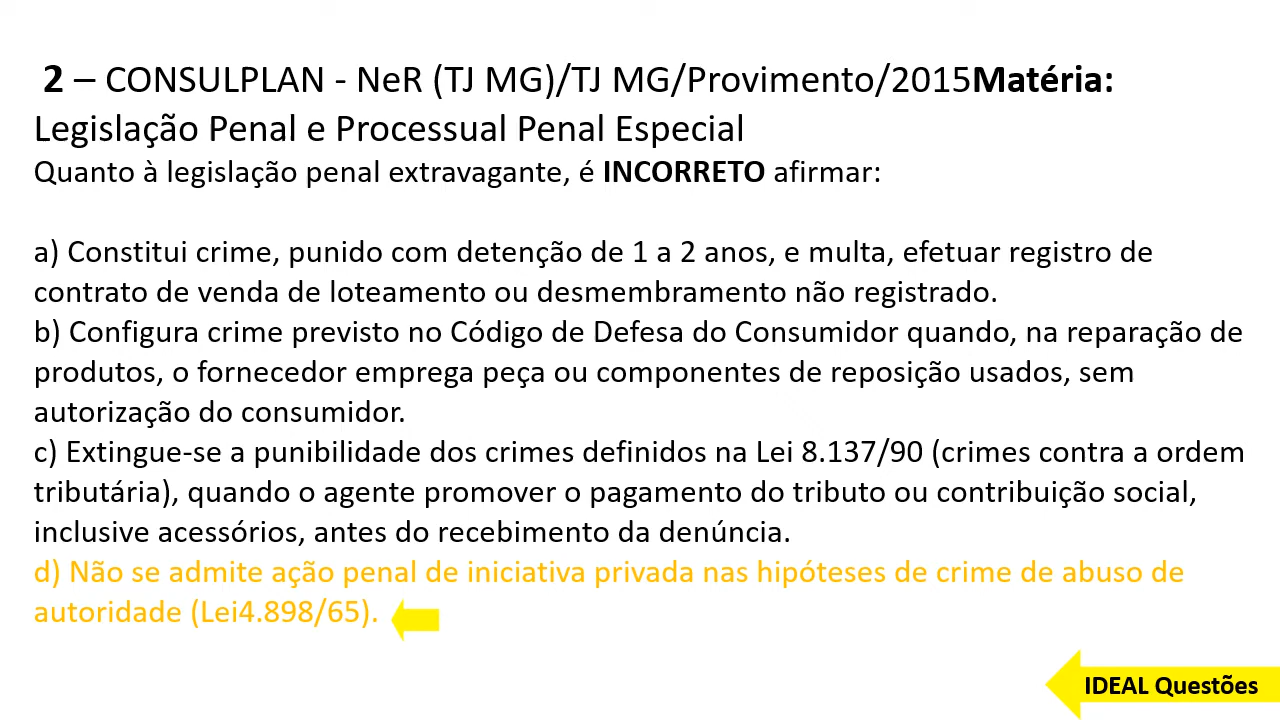 2 – CONSULPLAN - NeR (TJ MG)/TJ MG/Provimento/2015Matéria:
Legislação Penal e Processual Penal Especial
Quanto à legislação penal extravagante, é INCORRETO afirmar:
a) Constitui crime, punido com detenção de 1 a 2 anos, e multa, efetuar registro de
contrato de venda de loteamento ou desmembramento não registrado.
b) Configura crime previsto no Código de Defesa do Consumidor quando, na reparação de
produtos, o fornecedor emprega peça ou componentes de reposição usados, sem
autorização do consumidor.
c) Extingue-se a punibilidade dos crimes definidos na Lei 8.137/90 (crimes contra a ordem
tributária), quando o agente promover o pagamento do tributo ou contribuição social,
inclusive acessórios, antes do recebimento da denúncia.
d) Não se admite ação penal de iniciativa privada nas hipóteses de crime de abuso de
autoridade (Lei4.898/65).
IDEAL Questões